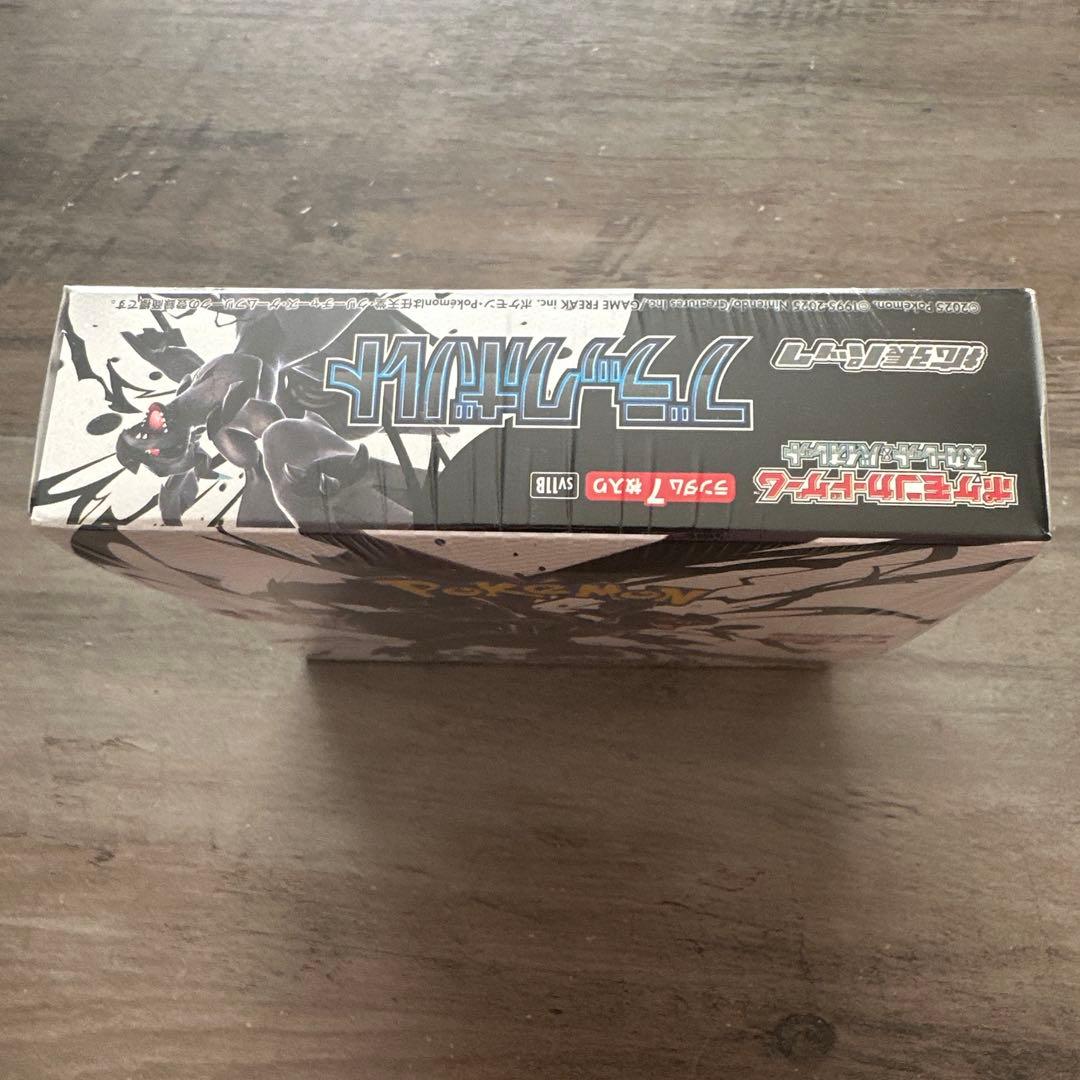 ポケモンカードゲーム
スカーレット&バイオレット
ランダム7枚入り
SV11B
拡張パック
ブラックボルト
©2025 Pokémon. ©1995-2025 Nintendo/Creatures Inc./GAME FREAK inc. ポケモン・Pokémonは任天堂・クリーチャーズ・ゲームフリークの登録商標です。
POKÉMON